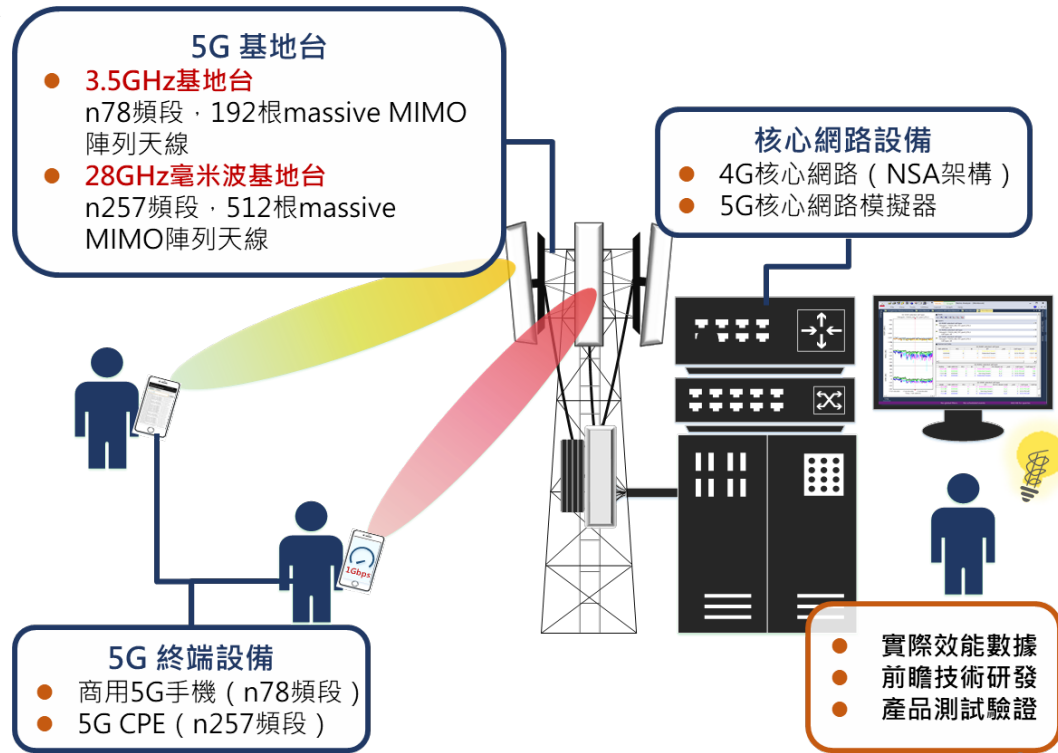 5G 基地台
3.5GHz基地台
n78頻段，192根massive MIMO
陣列天線
28GHz毫米波基地台
n257頻段，512根massive
MIMO陣列天線
核心網路設備
4G核心網路（NSA架構）
5G核心網路模擬器
1Gbps
5G 終端設備
商用5G手機（n78頻段）
5G CPE（n257頻段）
實際效能數據
前瞻技術研發
產品測試驗證